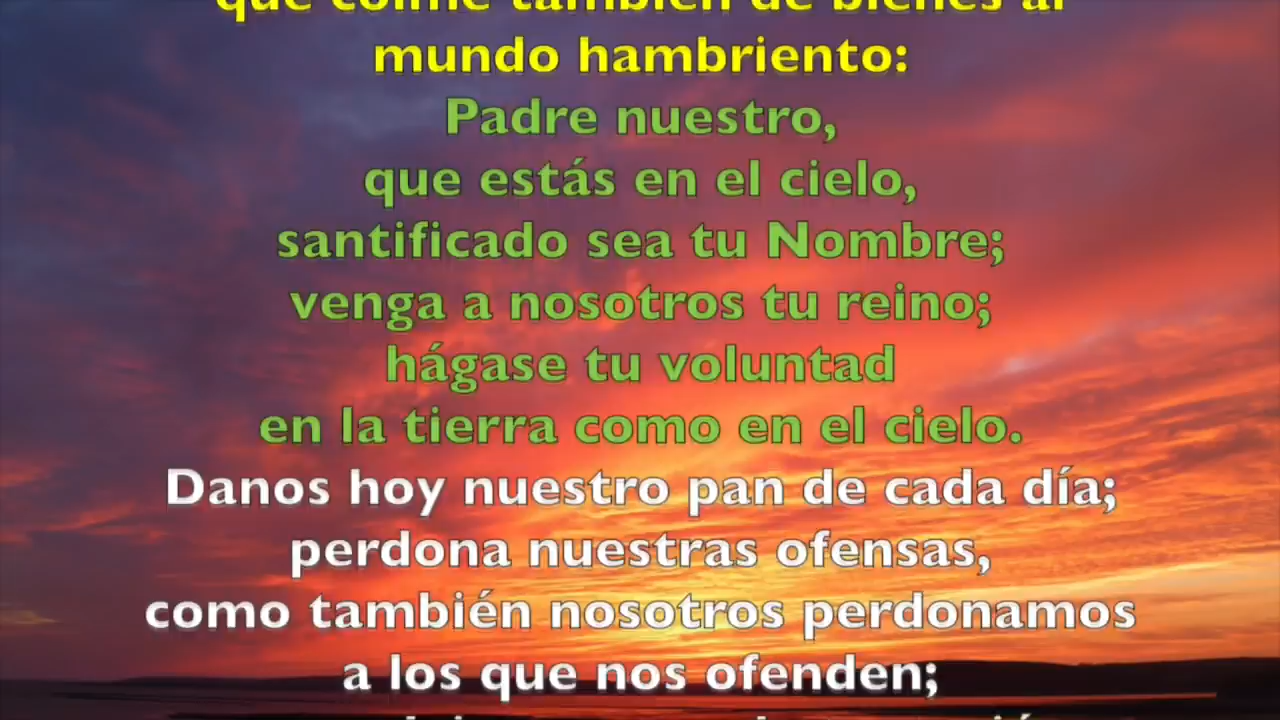 que colme también de bienes al
mundo hambriento:
Padre nuestro,
que estás en el cielo,
santificado sea tu Nombre;
venga a nosotros tu reino;
hágase tu voluntad
en la tierra como en el cielo.
Danos hoy nuestro pan de cada día;
perdona nuestras ofensas,
como también nosotros perdonamos
a los que nos ofenden;